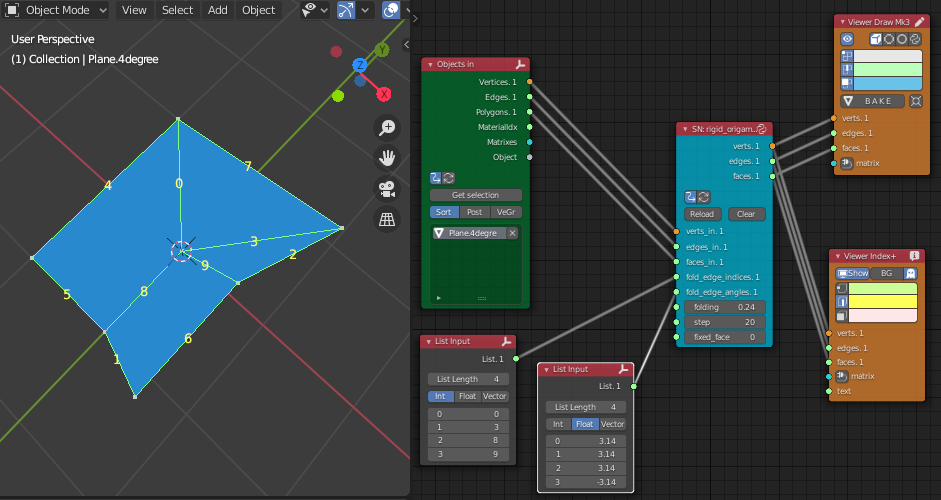 Object Mode View Select Add Object
User Perspective
(1) Collection | Plane.4degree
Y
Z
X
7
4
0
3
2
9
5
8
6
1
Objects in
Vertices. 1
Edges. 1
Polygons. 1
MaterialIdx
Matrixes
Object
Get selection
Sort Post VeGr
Plane.4degre
List Input
List. 1
List Length 4
Int Float Vector
0 0
1 3
2 8
3 9
List Input
List. 1
List Length 4
Int Float Vector
0 3.14
1 3.14
2 3.14
3 -3.14
SN: rigid_origam..
verts. 1
edges. 1
faces. 1
Reload Clear
verts_in. 1
edges_in. 1
faces_in. 1
fold_edge_indices. 1
fold_edge_angles. 1
folding 0.24
step 20
fixed_face 0
Viewer Draw Mk3
BAKE
verts. 1
edges. 1
faces. 1
matrix
Viewer Index+
Show BG
verts. 1
edges. 1
faces. 1
matrix
text